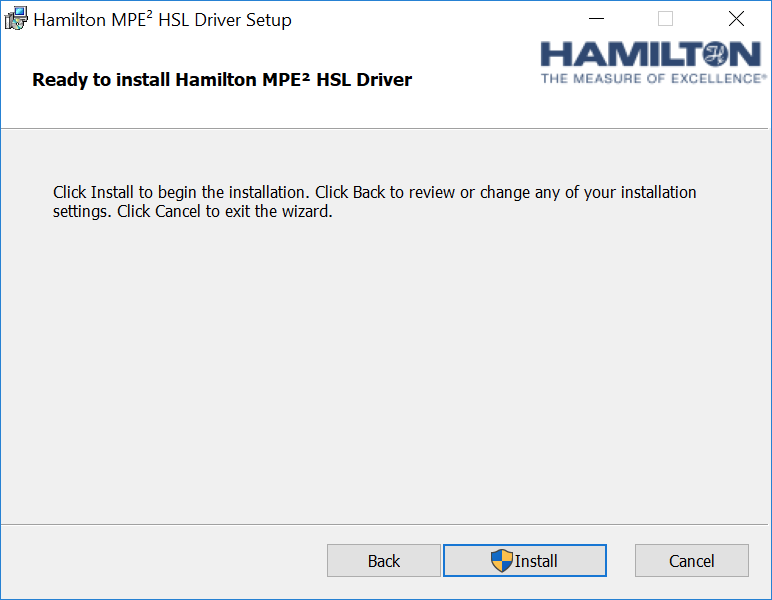 Hamilton MPE² HSL Driver Setup
HAMILTON
THE MEASURE OF EXCELLENCE®
Ready to install Hamilton MPE² HSL Driver
Click Install to begin the installation. Click Back to review or change any of your installation
settings. Click Cancel to exit the wizard.
Back
Install
Cancel